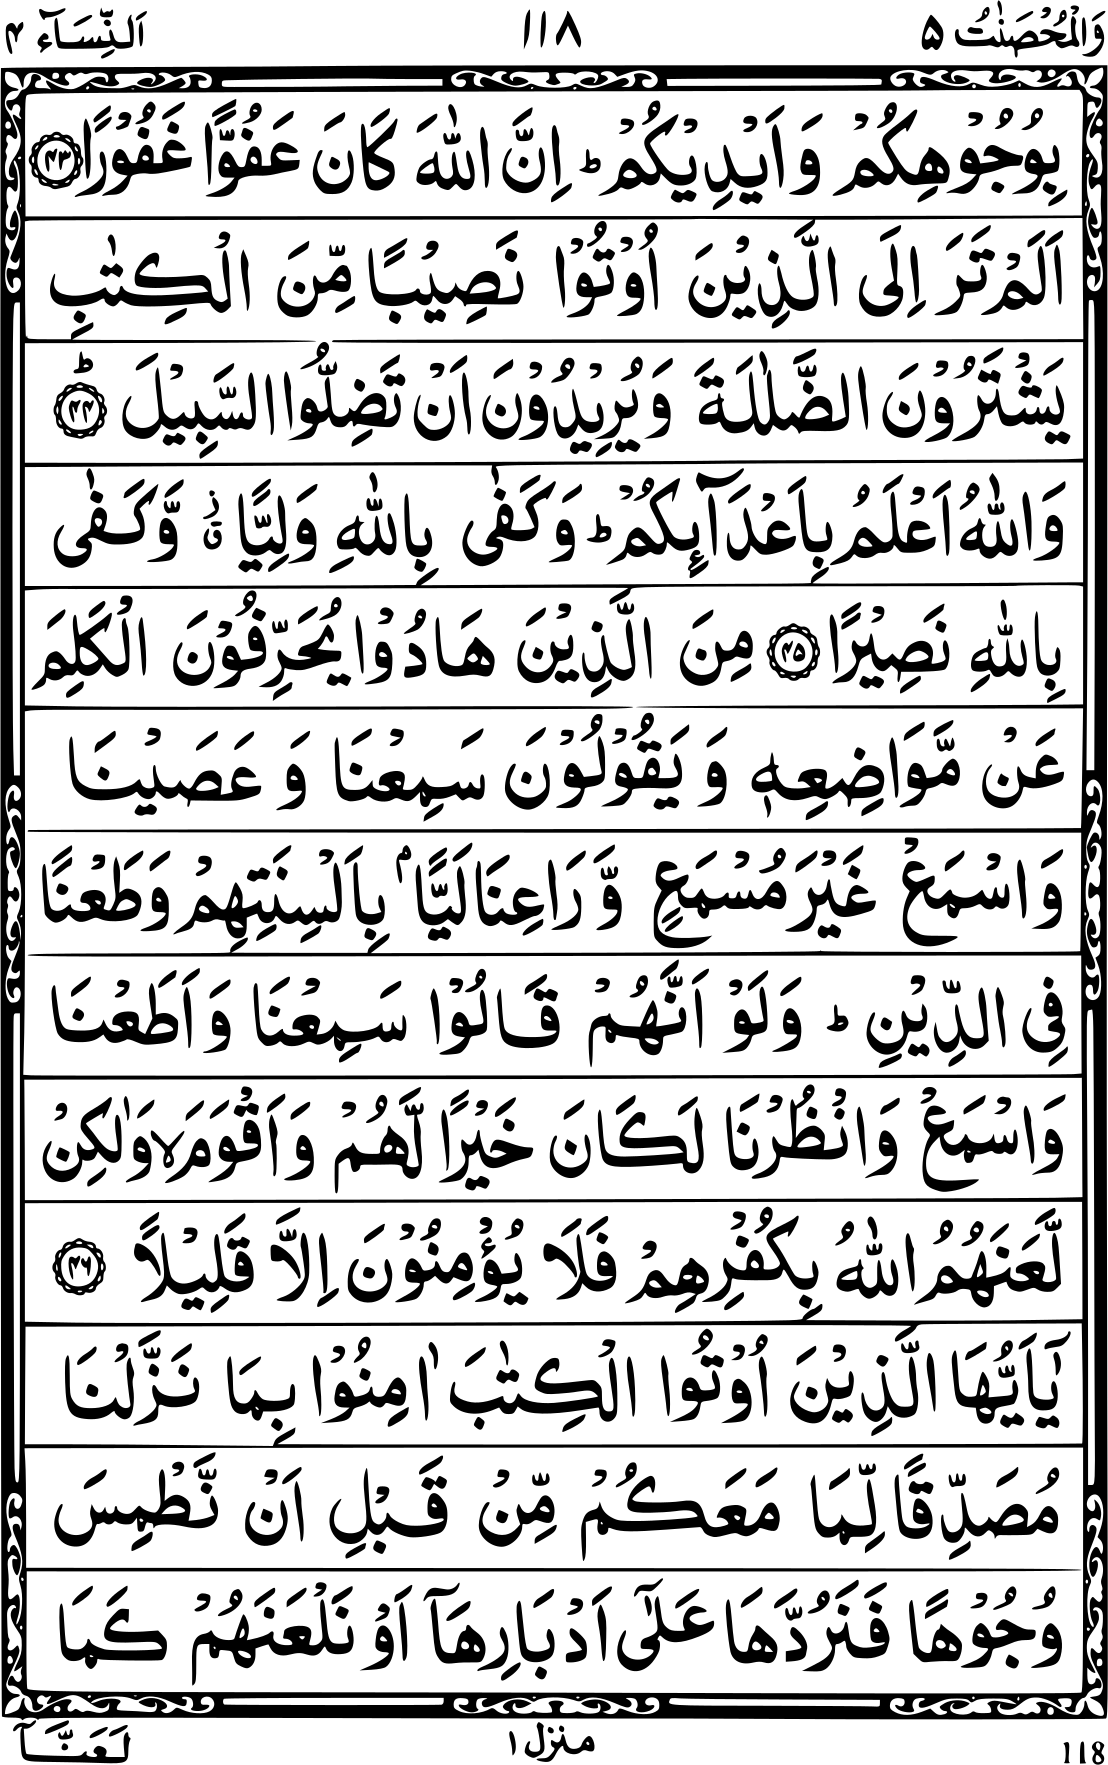 وَالْمُحْصَنٰتُ ۵ ۱۱۸ اَلنِّسَآء ۴
بِوُجُوْهِكُمْ وَ اَيْدِيْكُمْ ؕ اِنَّ اللّٰهَ كَانَ عَفُوًّا غَفُوْرًا ۴۳
اَلَمْ تَرَ اِلَى الَّذِيْنَ اُوْتُوْا نَصِيْبًا مِّنَ الْكِتٰبِ
يَشْتَرُوْنَ الضَّلٰلَةَ وَيُرِيْدُوْنَ اَنْ تَضِلُّوا السَّبِيْلَ ؕ ۴۴
وَاللّٰهُ اَعْلَمُ بِاَعْدَآئِكُمْ ؕ وَكَفٰى بِاللّٰهِ وَلِيًّا ٭ۙ وَّكَفٰى
بِاللّٰهِ نَصِيْرًا ۴۵ مِنَ الَّذِيْنَ هَادُوْا يُحَرِّفُوْنَ الْكَلِمَ
عَنْ مَّوَاضِعِهٖ وَ يَقُوْلُوْنَ سَمِعْنَا وَ عَصَيْنَا
وَاسْمَعْ غَيْرَ مُسْمَعٍ وَّرَاعِنَا لَيًّۢا بِاَلْسِنَتِهِمْ وَطَعْنًا
فِى الدِّيْنِ ؕ وَلَوْ اَنَّهُمْ قَالُوْا سَمِعْنَا وَاَطَعْنَا
وَاسْمَعْ وَانْظُرْنَا لَكَانَ خَيْرًا لَّهُمْ وَاَقْوَمَ ۙ وَلٰكِنْ
لَّعَنَهُمُ اللّٰهُ بِكُفْرِهِمْ فَلَا يُؤْمِنُوْنَ اِلَّا قَلِيْلًا ۴۶
يٰۤاَيُّهَا الَّذِيْنَ اُوْتُوا الْكِتٰبَ اٰمِنُوْا بِمَا نَزَّلْنَا
مُصَدِّقًا لِّمَا مَعَكُمْ مِّنْ قَبْلِ اَنْ نَّطْمِسَ
وُجُوْهًا فَنَرُدَّهَا عَلٰۤى اَدْبَارِهَاۤ اَوْ نَلْعَنَهُمْ كَمَا
118 منزل ۱ لَعَنَّاۤ